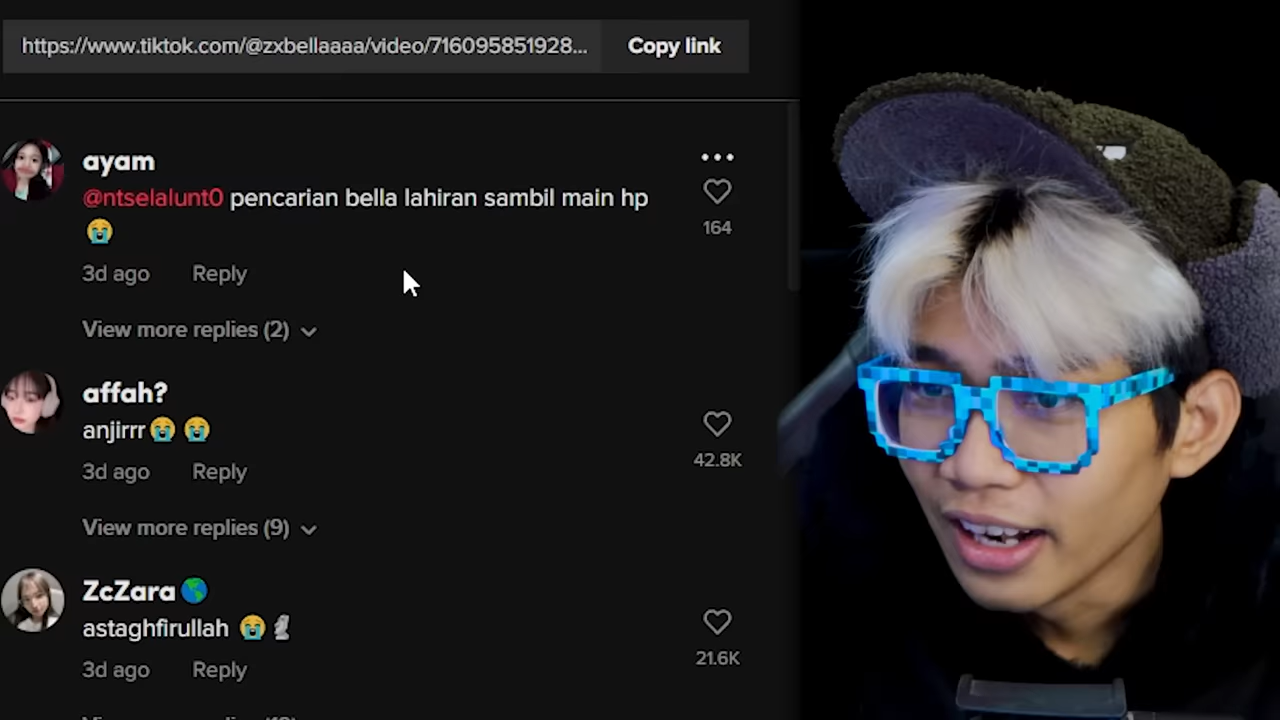 https://www.tiktok.com/@zxbellaaaa/video/716095851928...
Copy link
ayam
@ntselalunt0 pencarian bella lahiran sambil main hp
😭
164
3d ago Reply
View more replies (2)
affah?
anjirrr😭😭
42.8K
3d ago Reply
View more replies (9)
ZcZara🌎
astaghfirullah 😭🗿
21.6K
3d ago Reply